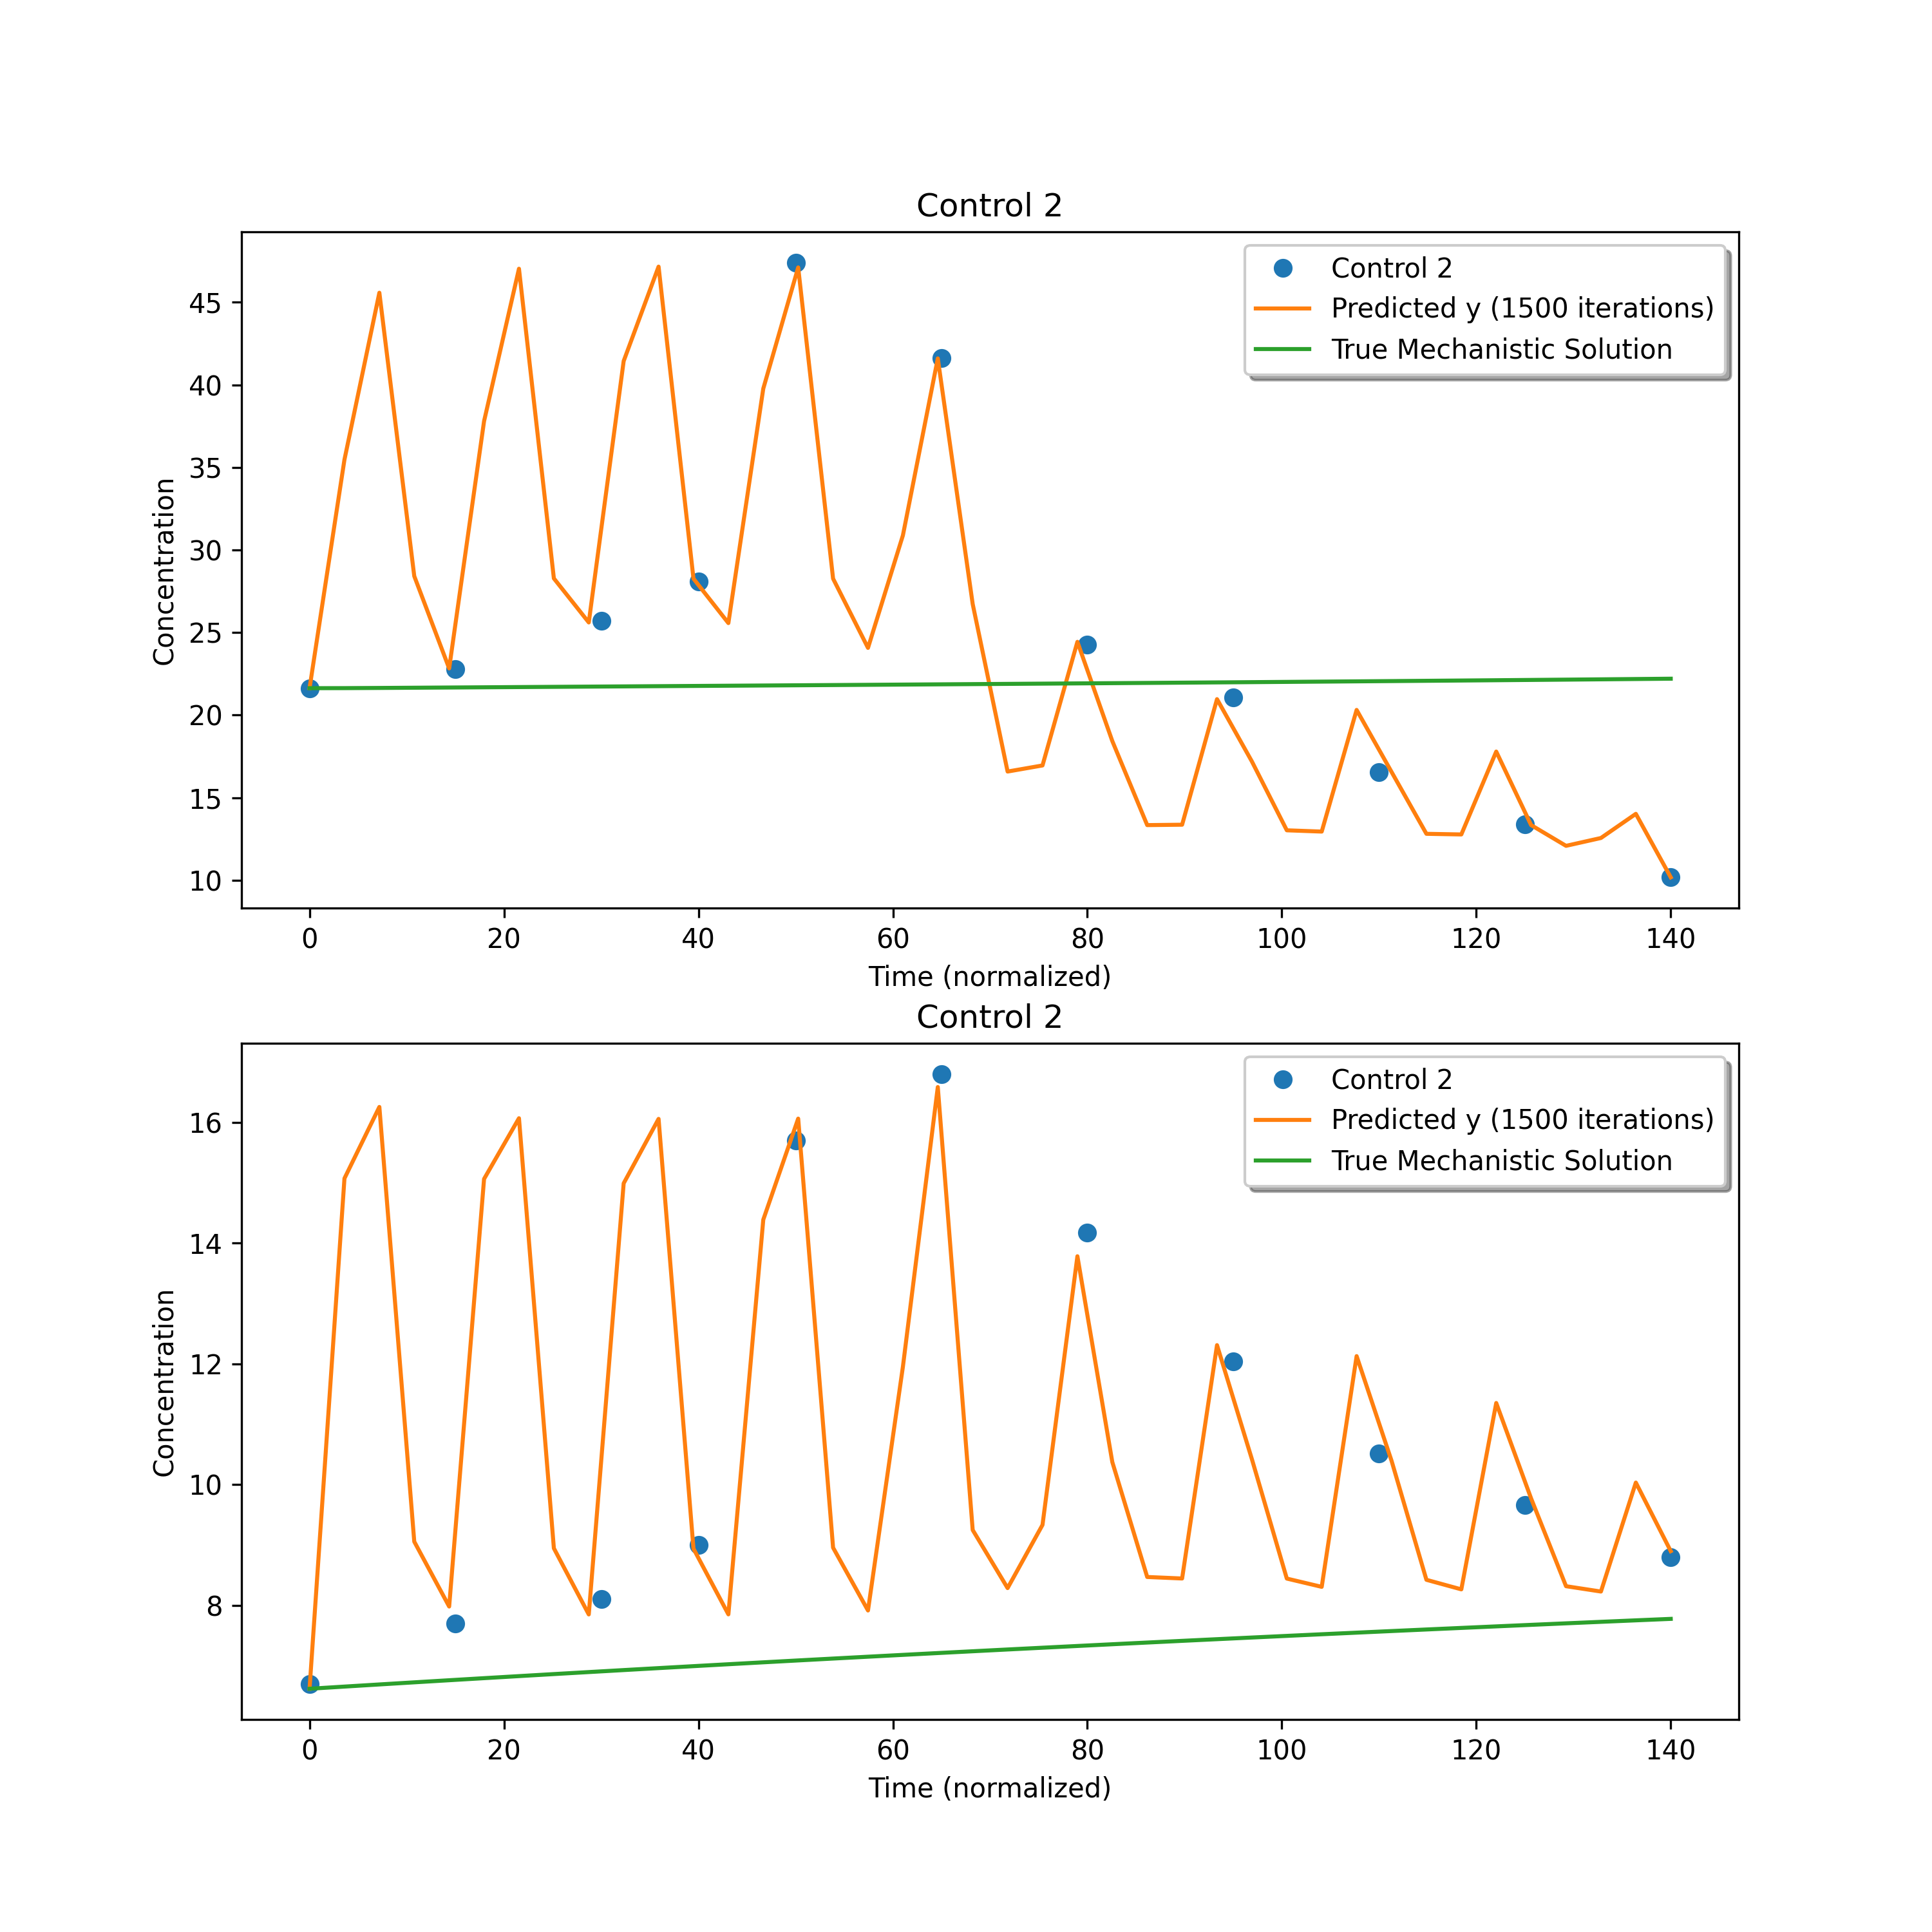 Control 2
Control 2
Predicted y (1500 iterations)
True Mechanistic Solution
45
40
35
30
25
20
15
10
Concentration
0 20 40 60 80 100 120 140
Time (normalized)
Control 2
Control 2
Predicted y (1500 iterations)
True Mechanistic Solution
16
14
12
10
8
Concentration
0 20 40 60 80 100 120 140
Time (normalized)